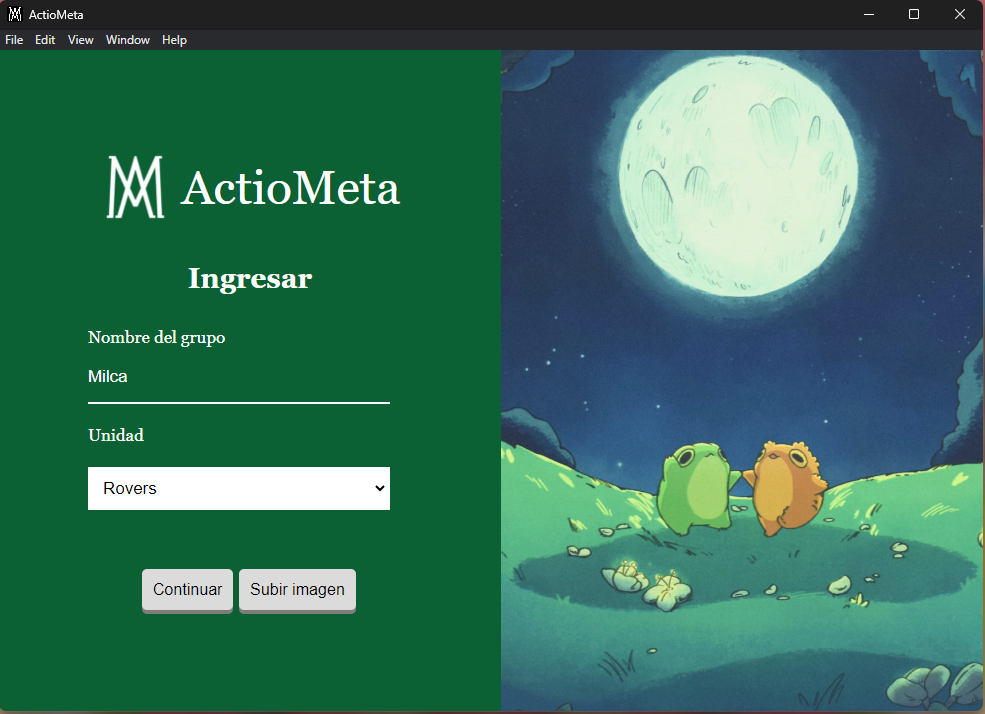 ActioMeta
File Edit View Window Help
ActioMeta
Ingresar
Nombre del grupo
Milca
Unidad
Rovers
Continuar Subir imagen